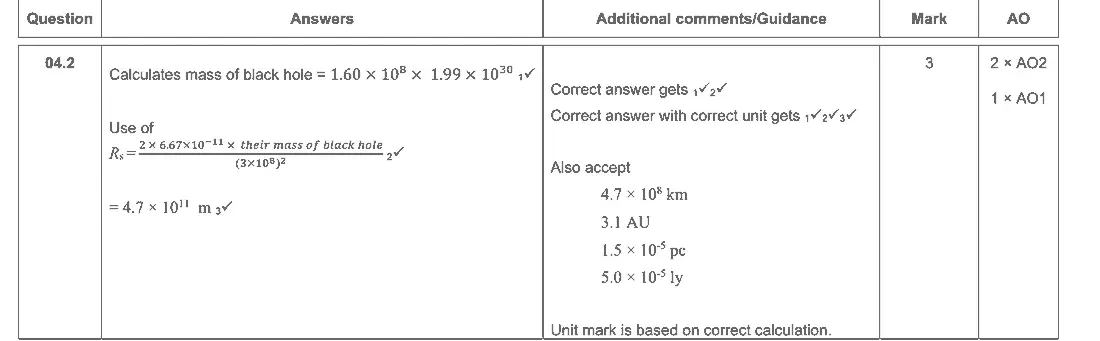 Question Answers Additional comments/Guidance Mark AO
04.2 Calculates mass of black hole = 1.60 × 10⁸ × 1.99 × 10³⁰ ₁✓ 3 2 × AO2
Correct answer gets ₁✓₂✓
1 × AO1
Correct answer with correct unit gets ₁✓₂✓₃✓
Use of
Rₛ = 2 × 6.67×10⁻¹¹ × their mass of black hole / (3×10⁸)² ₂✓
Also accept
4.7 × 10⁸ km
= 4.7 × 10¹¹ m ₃✓
3.1 AU
1.5 × 10⁻⁵ pc
5.0 × 10⁻⁵ ly
Unit mark is based on correct calculation.